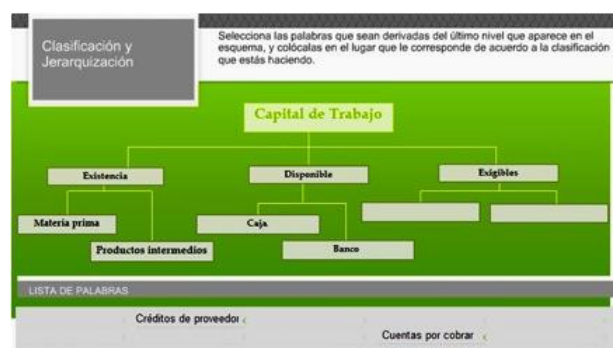 Clasificación y
Jerarquización
Selecciona las palabras que sean derivadas del último nivel que aparece en el
esquema, y colócalas en el lugar que le corresponde de acuerdo a la clasificación
que estás haciendo.
Capital de Trabajo
Existencia
Disponible
Exigibles
Materia prima
Caja
Productos intermedios
Banco
LISTA DE PALABRAS
Créditos de proveedor
Cuentas por cobrar